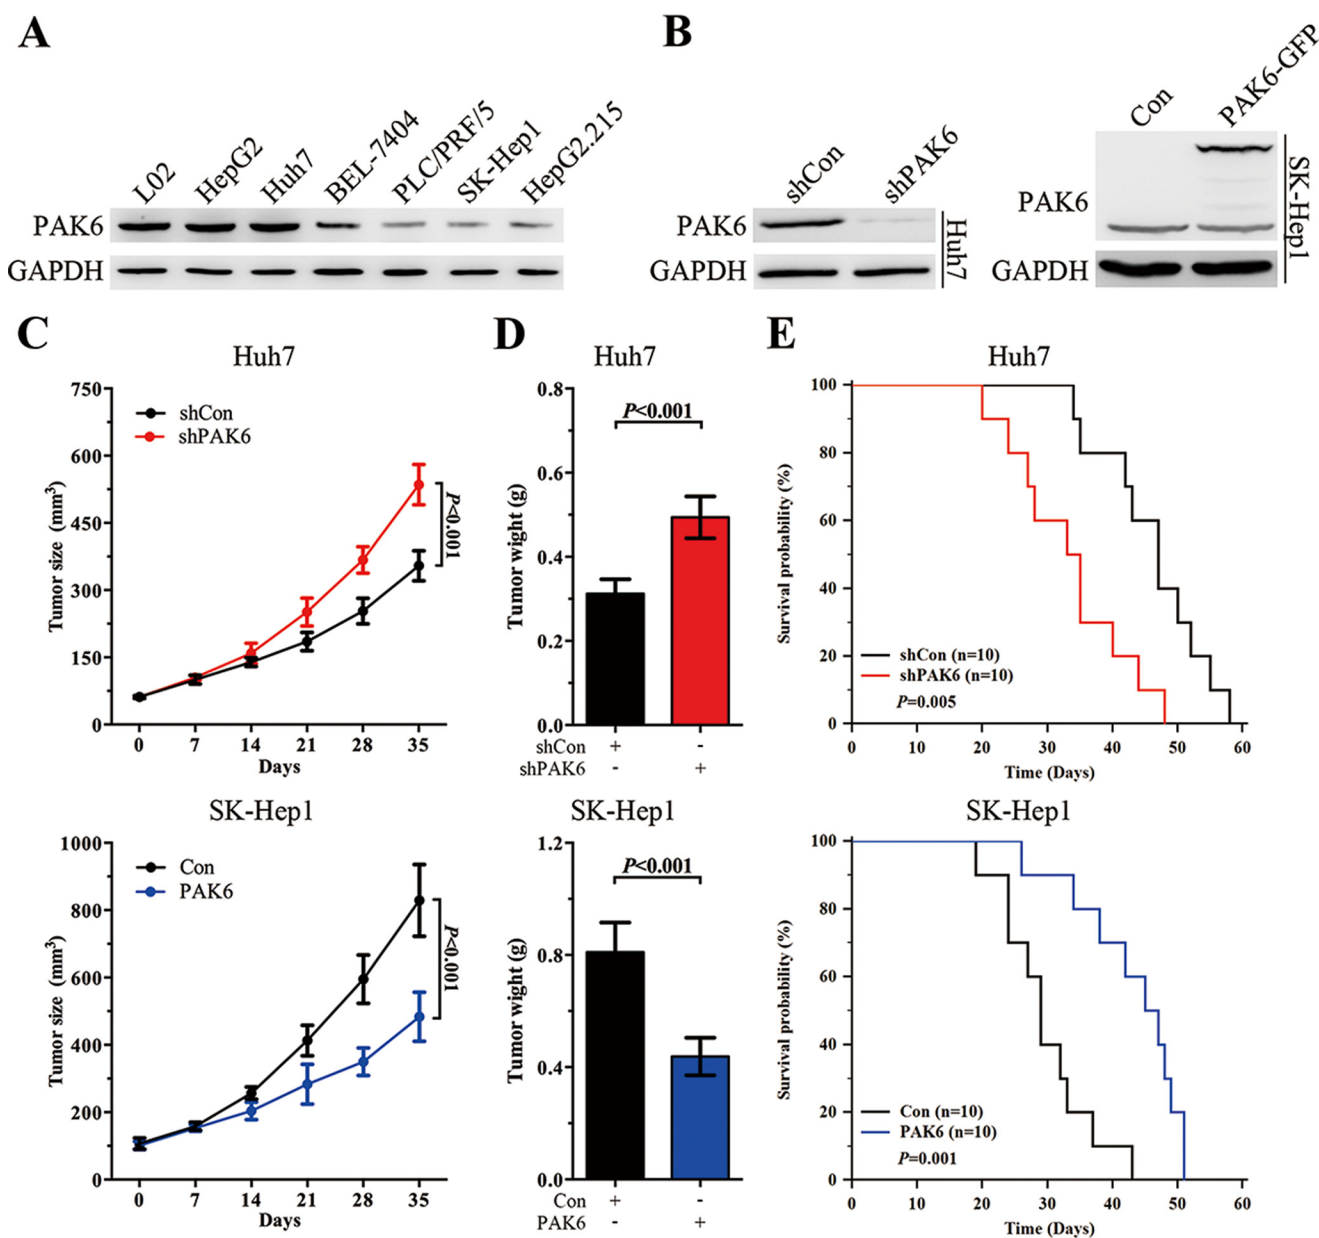 A
L02 HepG2 Huh7 BEL-7404 PLC/PRF/5 SK-Hep1 HepG2.215
PAK6
GAPDH
B
shCon shPAK6
PAK6
GAPDH
Huh7
Con PAK6-GFP
PAK6
GAPDH
SK-Hep1
C
Huh7
shCon
shPAK6
Tumor size (mm³)
750
600
450
300
150
0
P<0.001
0 7 14 21 28 35
Days
SK-Hep1
Con
PAK6
Tumor size (mm³)
1000
800
600
400
200
0
P<0.001
0 7 14 21 28 35
Days
D
Huh7
P<0.001
Tumor wight (g)
0.8
0.6
0.4
0.2
0.0
shCon + -
shPAK6 - +
SK-Hep1
P<0.001
Tumor wight (g)
1.2
0.8
0.4
0.0
Con + -
PAK6 - +
E
Huh7
Survival probability (%)
100
80
60
40
20
0
shCon (n=10)
shPAK6 (n=10)
P=0.005
0 10 20 30 40 50 60
Time (Days)
SK-Hep1
Survival probability (%)
100
80
60
40
20
0
Con (n=10)
PAK6 (n=10)
P=0.001
0 10 20 30 40 50 60
Time (Days)